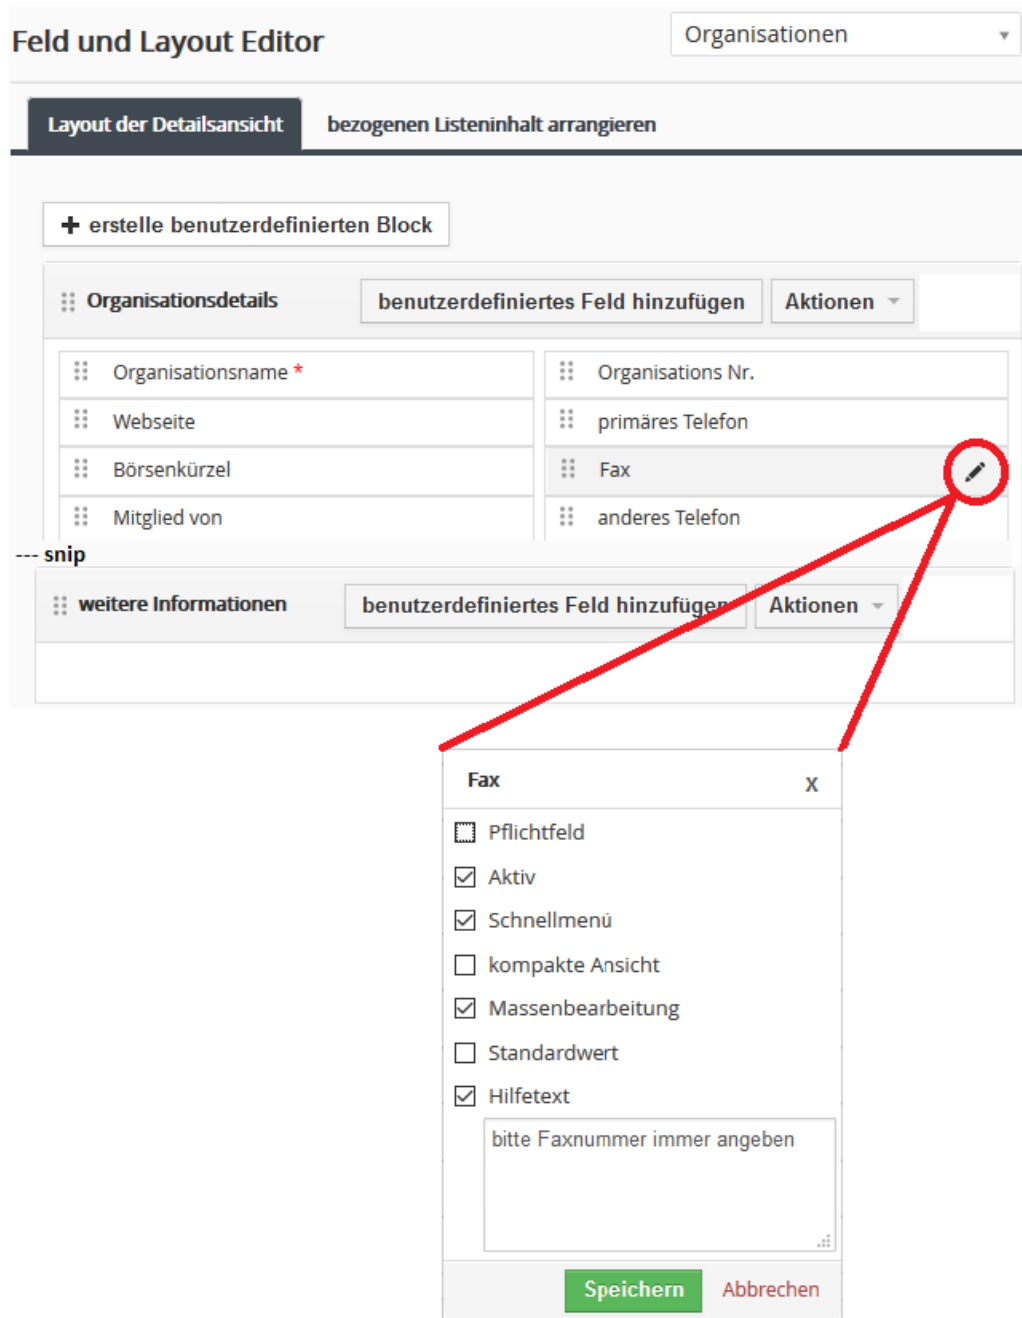 Feld und Layout Editor
Organisationen
Layout der Detailsansicht
bezogenen Listeninhalt arrangieren
+ erstelle benutzerdefinierten Block
Organisationsdetails
benutzerdefiniertes Feld hinzufügen
Aktionen
Organisationsname *
Organisations Nr.
Webseite
primäres Telefon
Börsenkürzel
Fax
Mitglied von
anderes Telefon
--- snip
weitere Informationen
benutzerdefiniertes Feld hinzufügen
Aktionen
Fax
X
Pflichtfeld
Aktiv
Schnellmenü
kompakte Ansicht
Massenbearbeitung
Standardwert
Hilfetext
bitte Faxnummer immer angeben
Speichern
Abbrechen